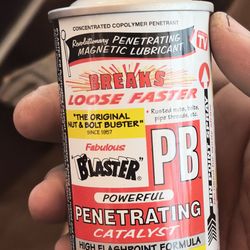 CONCENTRATED COPOLYMER PENETRANT
Revolutionary PENETRATING
MAGNETIC LUBRICANT
BREAKS
LOOSE FASTER
"THE ORIGINAL
NUT & BOLT BUSTER"
SINCE 1957
• Rusted nuts, bolts,
pipe threads, etc.
Fabulous
"BLASTER"
PB
POWERFUL
PENETRATING
CATALYST
HIGH FLASHPOINT FORMULA